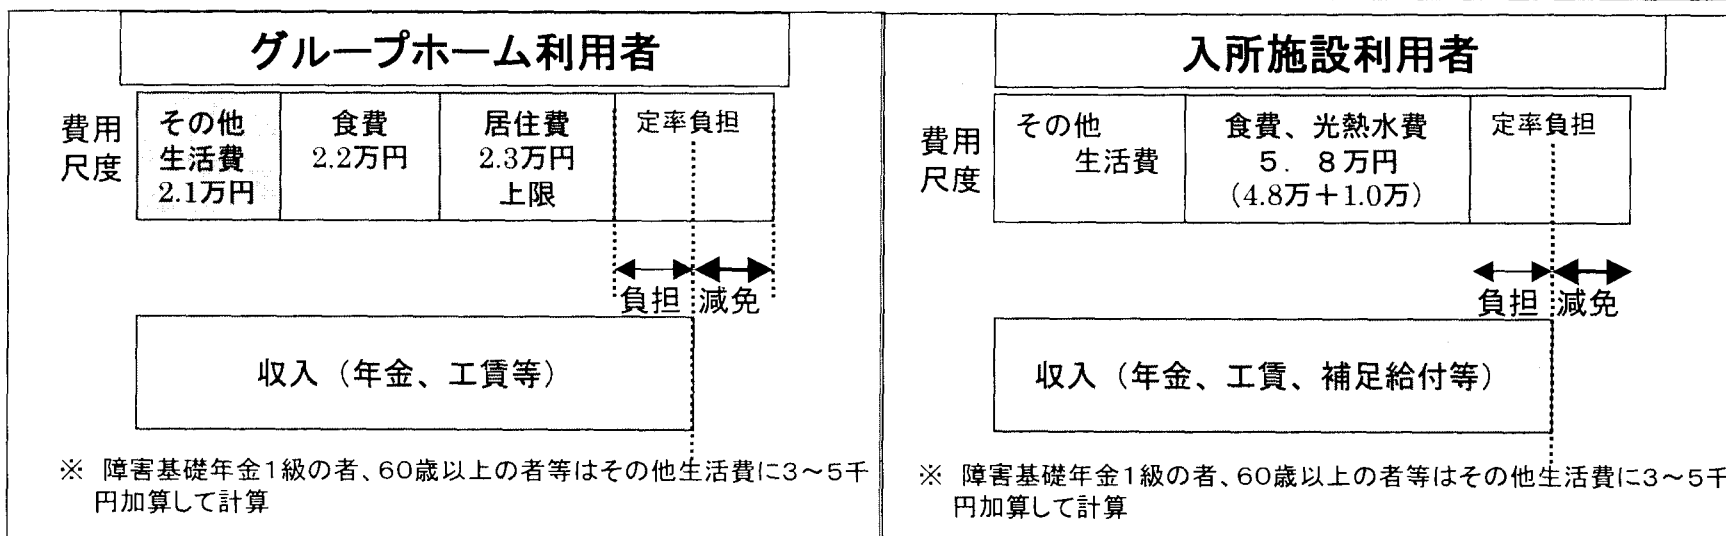 グループホーム利用者
費用
尺度
その他
生活費
2.1万円
食費
2.2万円
居住費
2.3万円
上限
定率負担
負担
減免
収入（年金、工賃等）
※ 障害基礎年金1級の者、60歳以上の者等はその他生活費に3～5千
円加算して計算
入所施設利用者
費用
尺度
その他
生活費
食費、光熱水費
5．8万円
（4.8万＋1.0万）
定率負担
負担
減免
収入（年金、工賃、補足給付等）
※ 障害基礎年金1級の者、60歳以上の者等はその他生活費に3～5千
円加算して計算